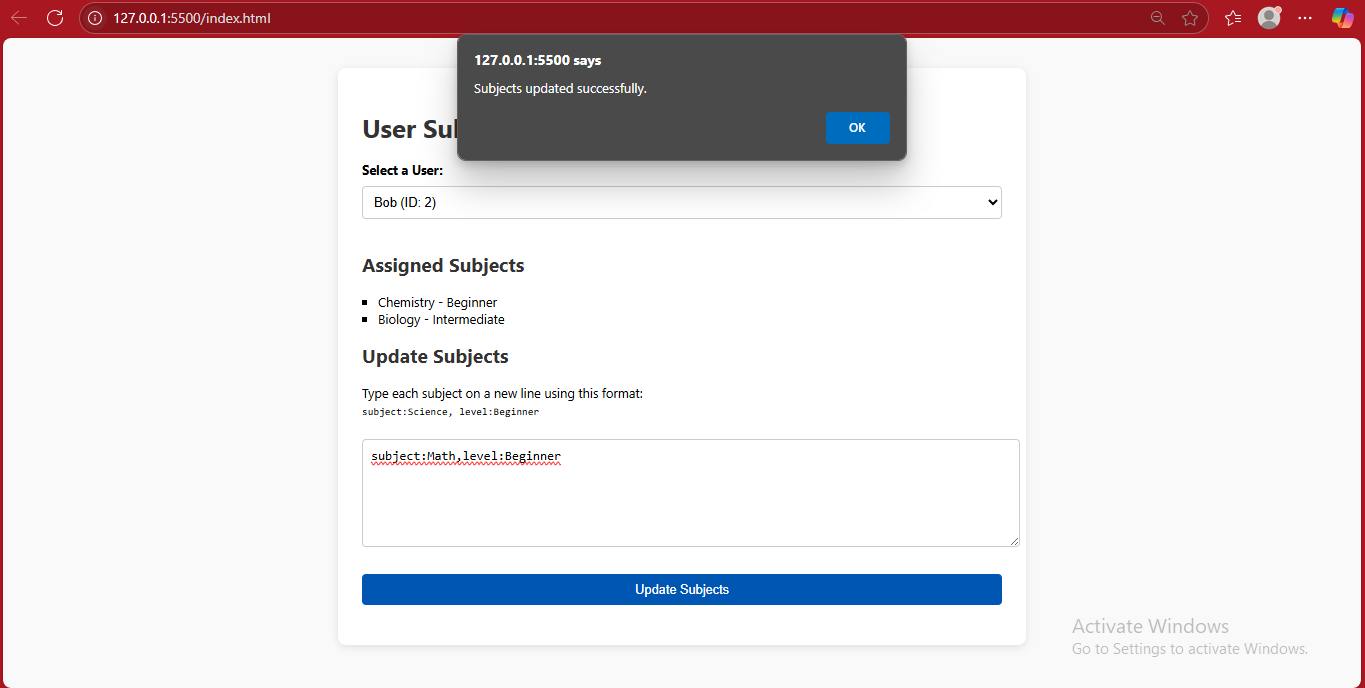 127.0.0.1:5500/index.html
127.0.0.1:5500 says
Subjects updated successfully.
OK
User Su
Select a User:
Bob (ID: 2)
Assigned Subjects
Chemistry - Beginner
Biology - Intermediate
Update Subjects
Type each subject on a new line using this format:
subject:Science, level:Beginner
subject:Math,level:Beginner
Update Subjects
Activate Windows
Go to Settings to activate Windows.